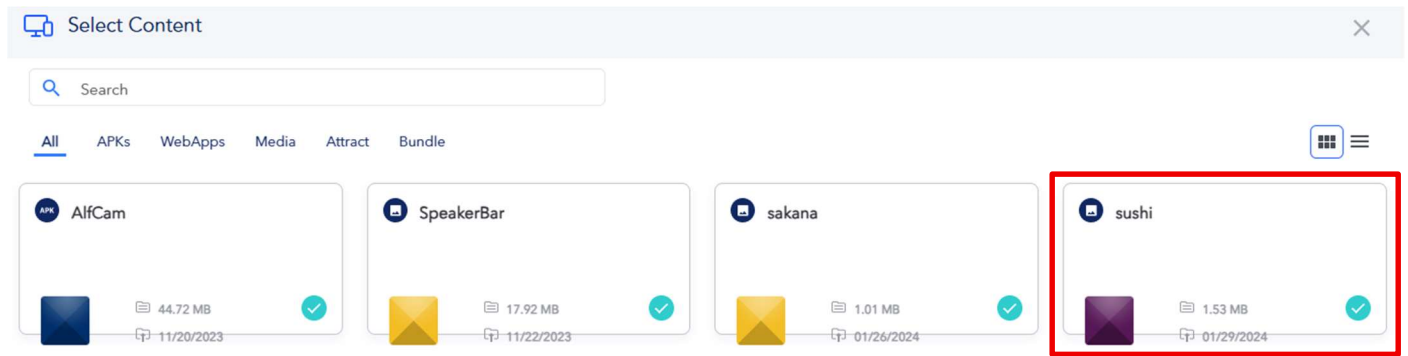 Select Content
Search
All APKs WebApps Media Attract Bundle
APK AlfCam
SpeakerBar
sakana
sushi
44.72 MB
11/20/2023
17.92 MB
11/22/2023
1.01 MB
01/26/2024
1.53 MB
01/29/2024